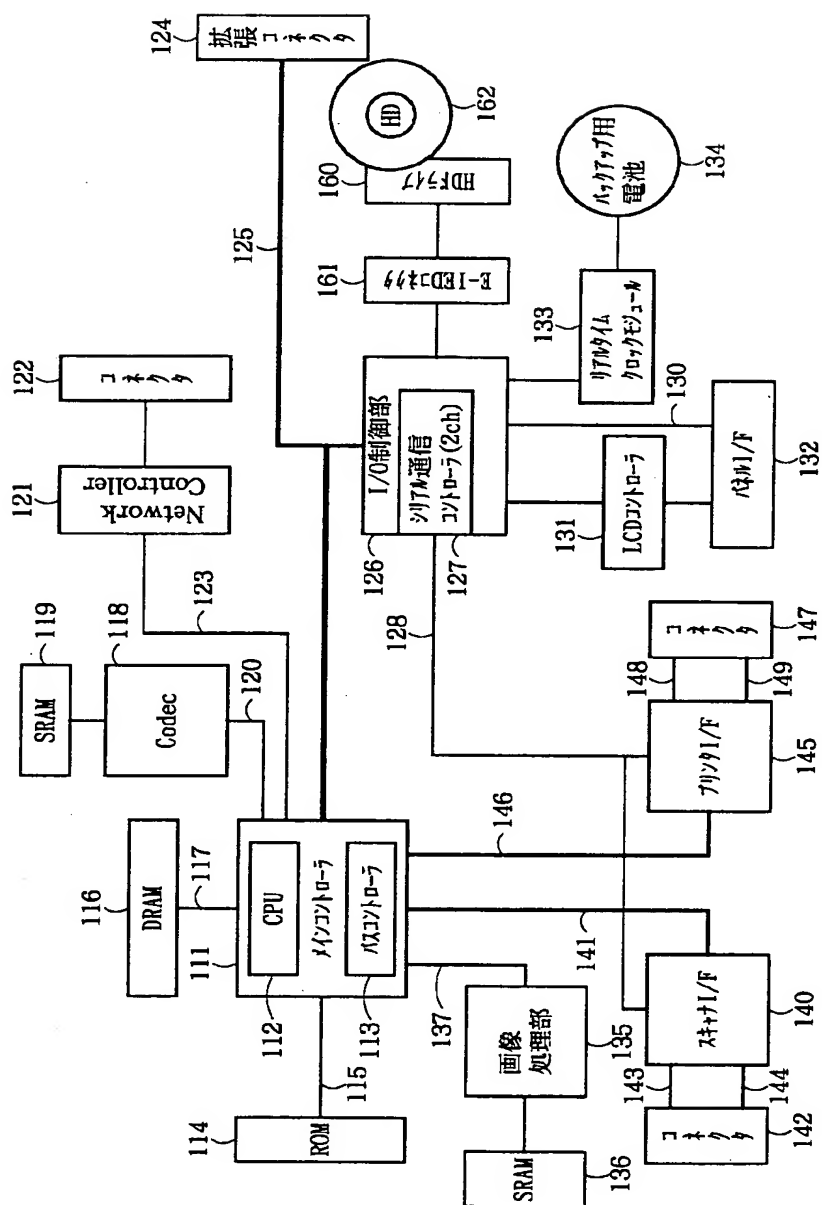 SRAM
136
画像
処理部
135
137
コネクタ
142
143
144
スキャナI/F
140
141
ROM
114
115
111
CPU
112
メインコントローラ
バスコントローラ
113
DRAM
116
117
SRAM
119
Codec
118
120
Network
Controller
121
123
コネクタ
122
146
プリンタI/F
145
148
149
コネクタ
147
128
I/O制御部
126
シリアル通信
コントローラ(2ch)
127
125
拡張コネクタ
124
E-IEDコネクタ
161
HDドライブ
160
HD
162
LCDコントローラ
131
130
パネルI/F
132
リアルタイム
クロックモジュール
133
バックアップ用
電池
134